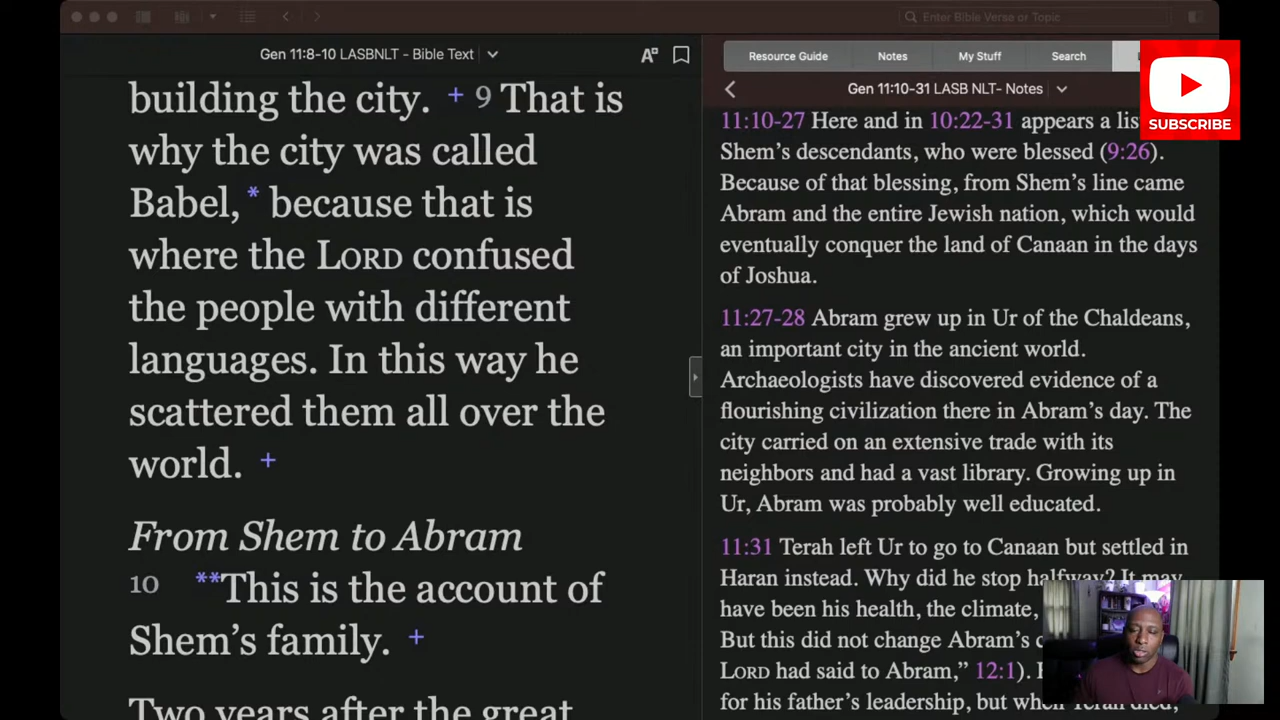 Enter Bible Verse or Topic
Gen 11:8-10 LASBNLT - Bible Text
building the city. + 9 That is
why the city was called
Babel,* because that is
where the LORD confused
the people with different
languages. In this way he
scattered them all over the
world. +
From Shem to Abram
10 **This is the account of
Shem’s family. +
Two years after the great
Resource Guide
Notes
My Stuff
Search
SUBSCRIBE
Gen 11:10-31 LASB NLT- Notes
11:10-27 Here and in 10:22-31 appears a
Shem’s descendants, who were blessed (9:26).
Because of that blessing, from Shem’s line came
Abram and the entire Jewish nation, which would
eventually conquer the land of Canaan in the days
of Joshua.
11:27-28 Abram grew up in Ur of the Chaldeans,
an important city in the ancient world.
Archaeologists have discovered evidence of a
flourishing civilization there in Abram’s day. The
city carried on an extensive trade with its
neighbors and had a vast library. Growing up in
Ur, Abram was probably well educated.
11:31 Terah left Ur to go to Canaan but settled in
Haran instead. Why did he stop halfway? It may
have been his health, the climate,
But this did not change Abram’s
LORD had said to Abram,” 12:1).
for his father’s leadership, but when Terah died,